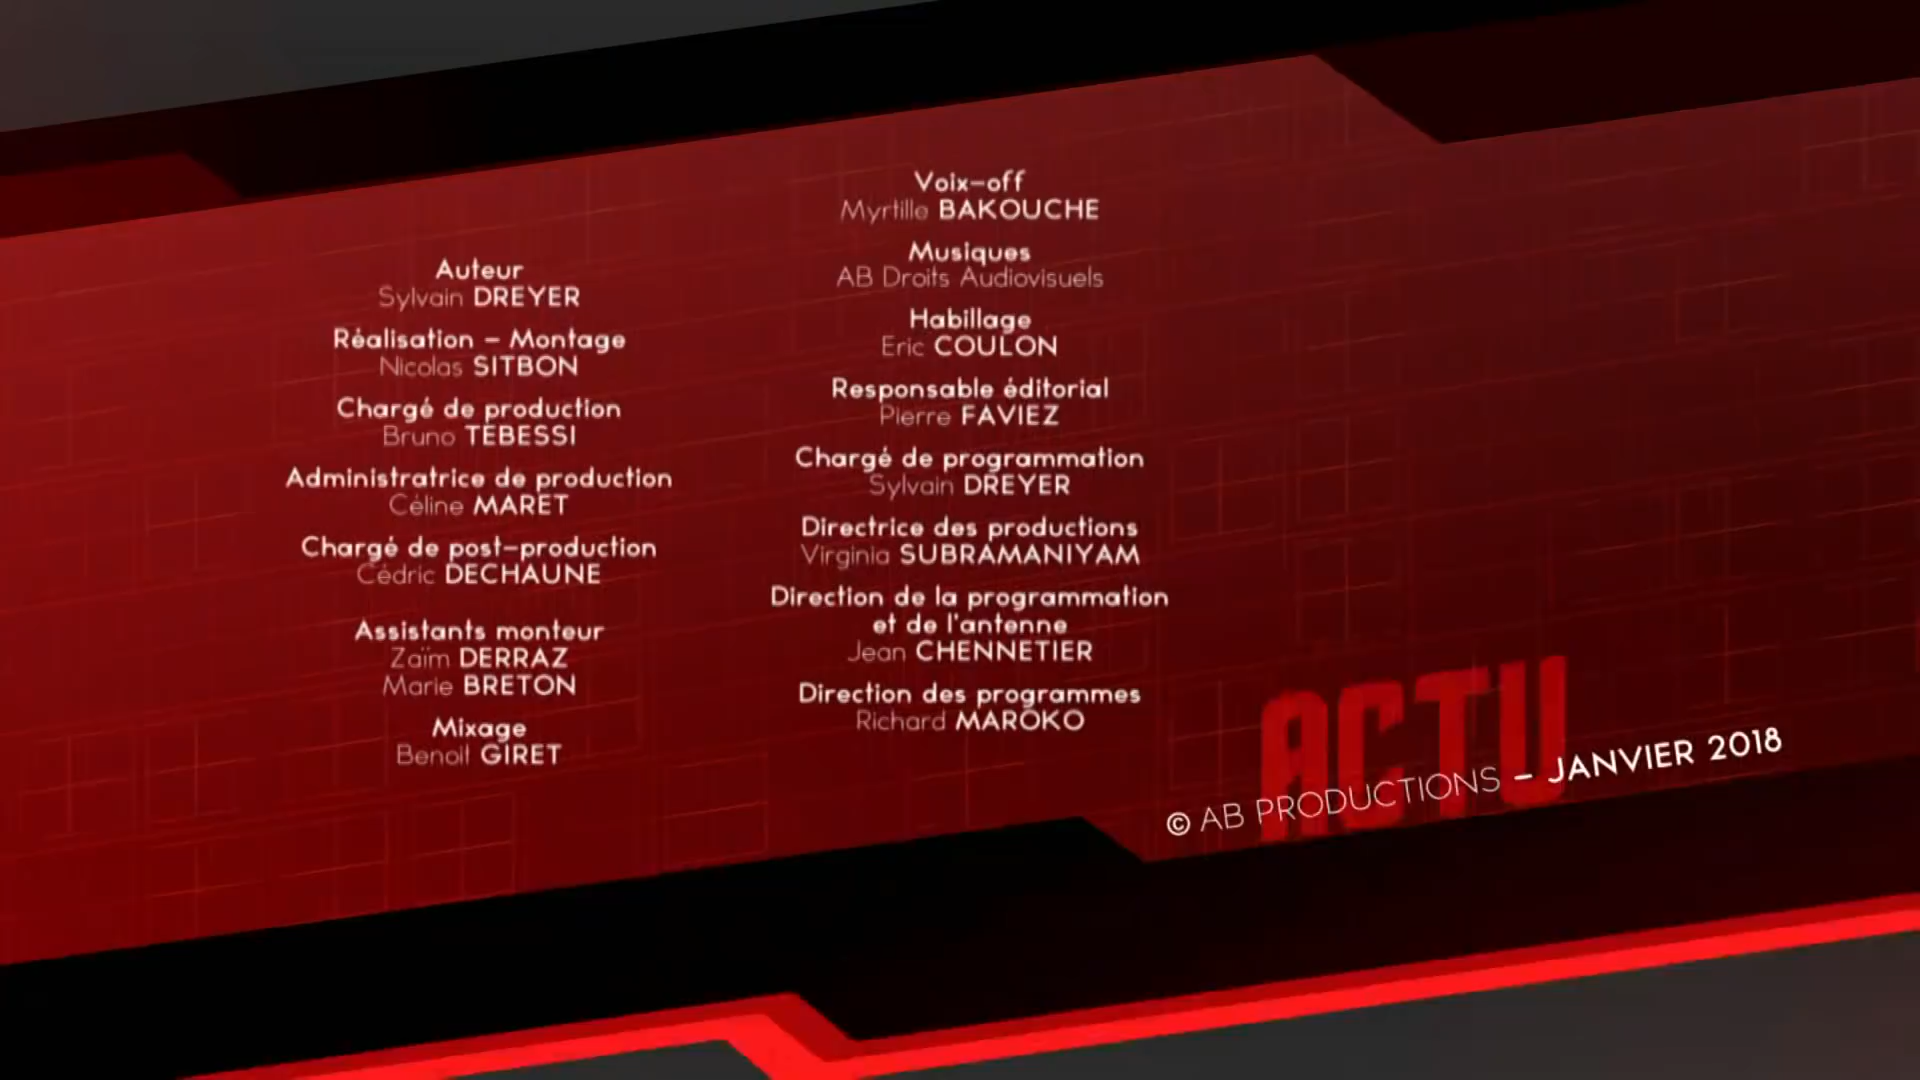 Auteur
Sylvain DREYER
Réalisation – Montage
Nicolas SITBON
Chargé de production
Bruno TEBESSI
Administratrice de production
Céline MARET
Chargé de post–production
Cédric DECHAUNE
Assistants monteur
Zaïm DERRAZ
Marie BRETON
Mixage
Benoit GIRET
Voix–off
Myrtille BAKOUCHE
Musiques
AB Droits Audiovisuels
Habillage
Eric COULON
Responsable éditorial
Pierre FAVIEZ
Chargé de programmation
Sylvain DREYER
Directrice des productions
Virginia SUBRAMANIYAM
Direction de la programmation
et de l'antenne
Jean CHENNETIER
Direction des programmes
Richard MAROKO
ACTU
© AB PRODUCTIONS – JANVIER 2018